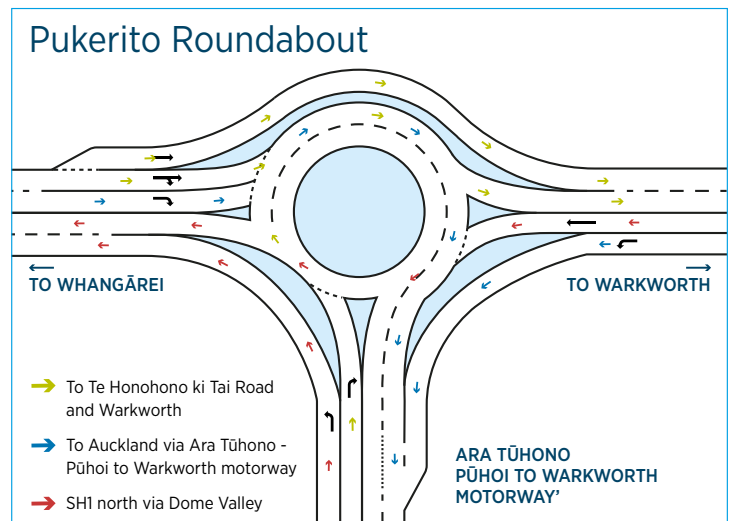 Pukerito Roundabout
TO WHANGĀREI
TO WARKWORTH
To Te Honohono ki Tai Road
and Warkworth
To Auckland via Ara Tūhono -
Pūhoi to Warkworth motorway
SH1 north via Dome Valley
ARA TŪHONO
PŪHOI TO WARKWORTH
MOTORWAY’